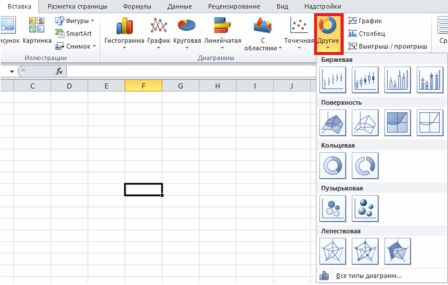 Вставка Разметка страницы Формулы Данные Рецензирование Вид Надстройки
Картинка
Фигуры
SmartArt
Снимок
Иллюстрации
Гистограмма График Круговая Линейчатая С областями Точечная Другие
Диаграммы
График
Столбец
Выигрыш / проигрыш
fx
C D E F G H I J
Биржевая
Поверхность
Кольцевая
Пузырьковая
Лепестковая
Все типы диаграмм...